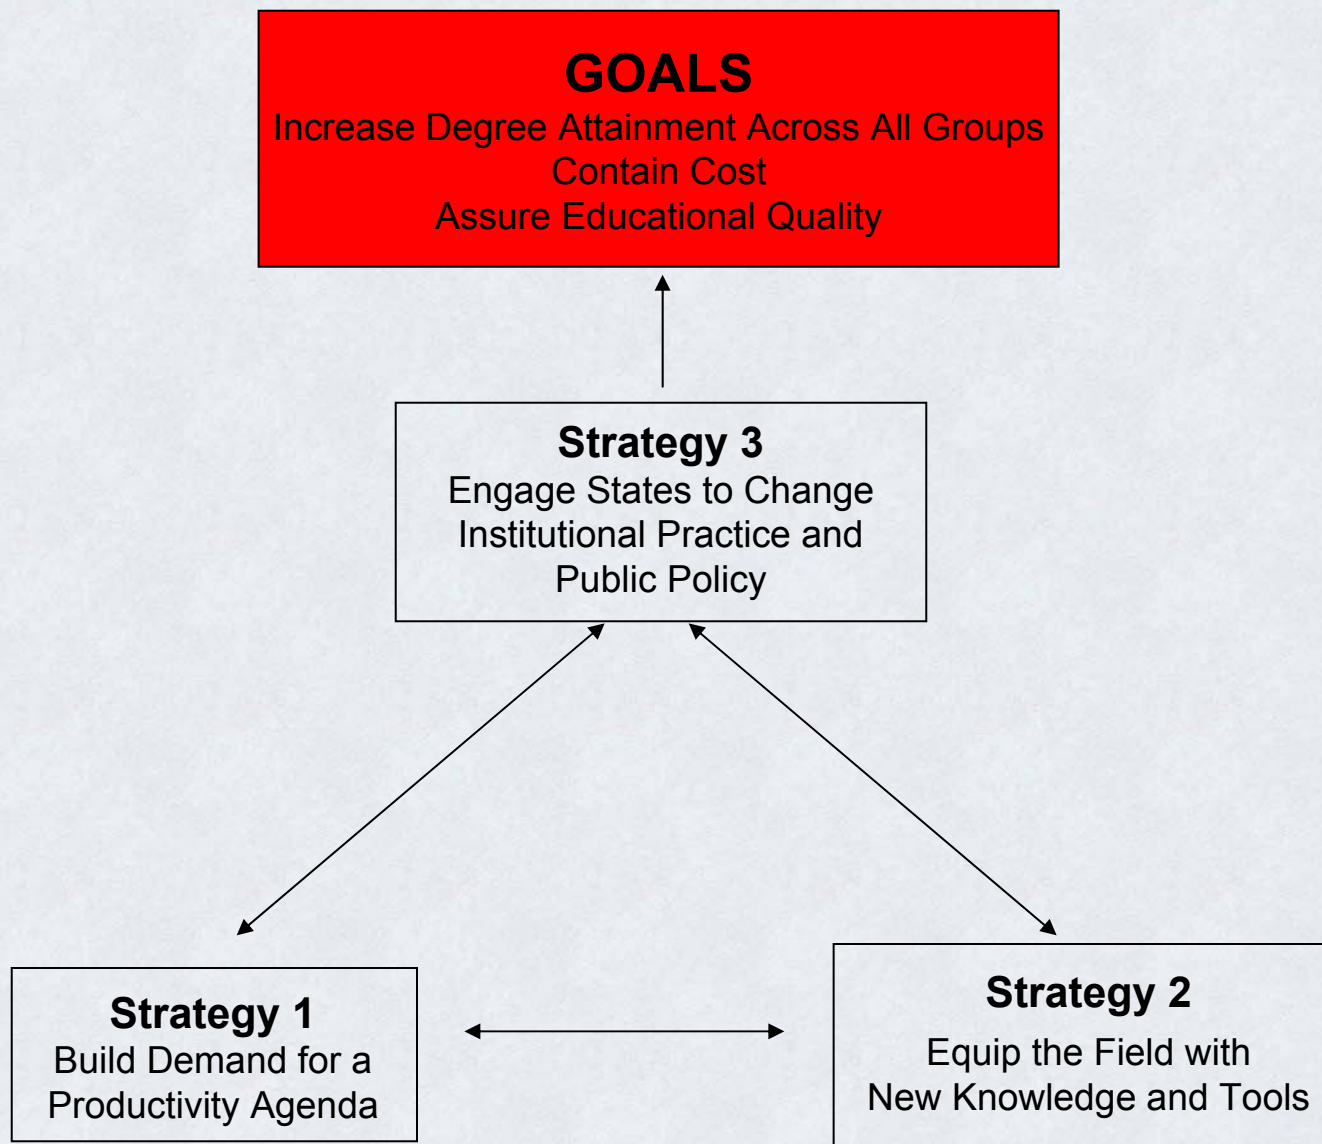 GOALS
Increase Degree Attainment Across All Groups
Contain Cost
Assure Educational Quality
Strategy 3
Engage States to Change
Institutional Practice and
Public Policy
Strategy 1
Build Demand for a
Productivity Agenda
Strategy 2
Equip the Field with
New Knowledge and Tools